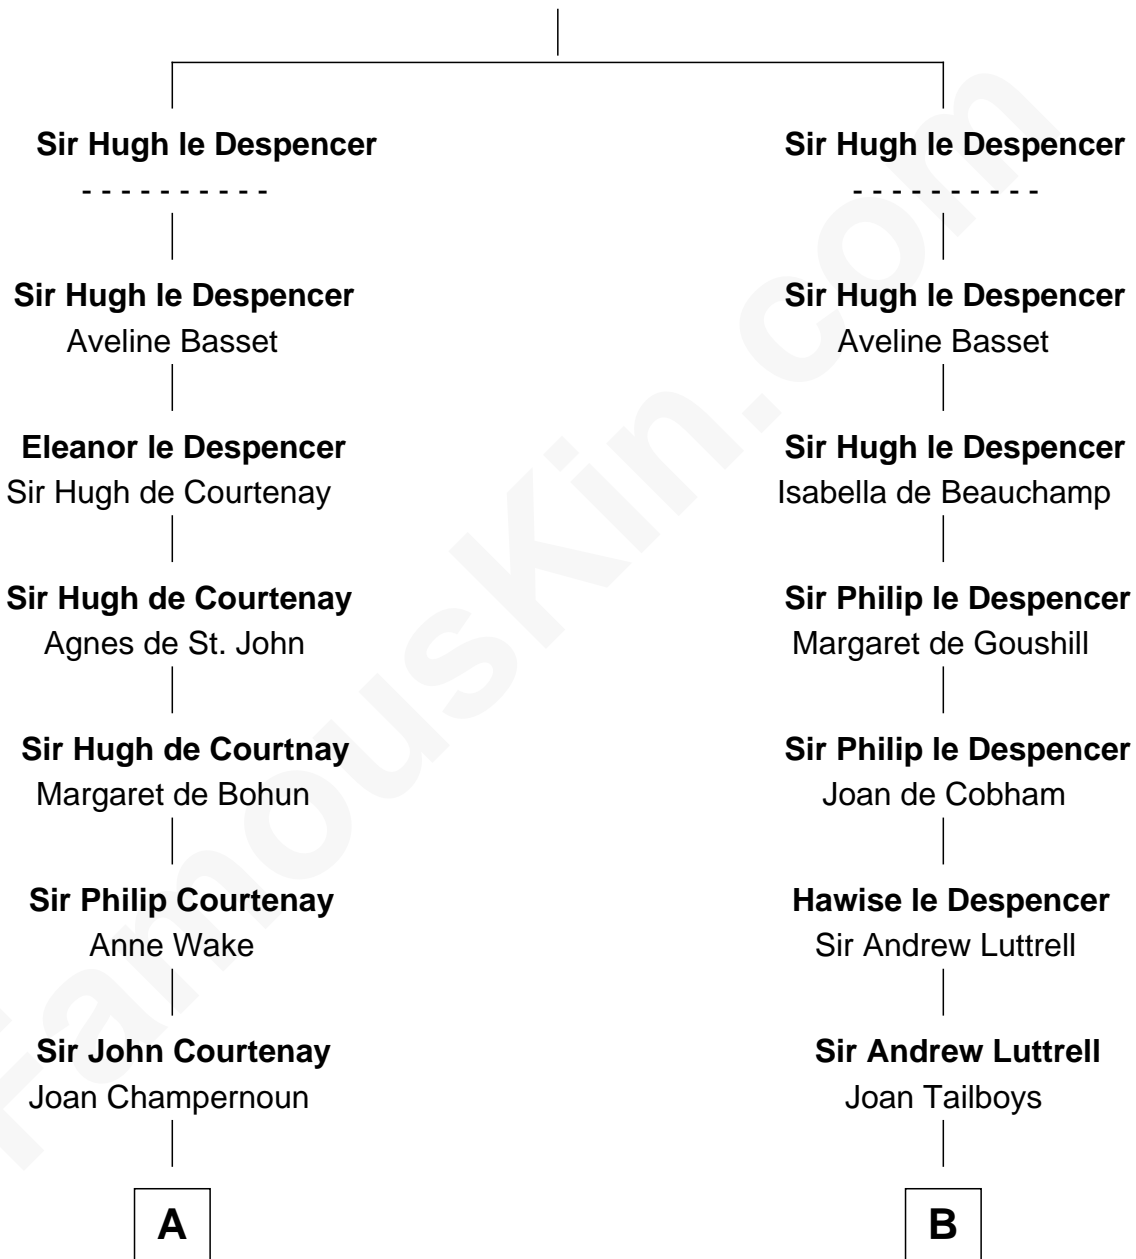 Sir Hugh le Despencer
- - - - - - - - - -
Sir Hugh le Despencer
Aveline Basset
Eleanor le Despencer
Sir Hugh de Courtenay
Sir Hugh de Courtenay
Agnes de St. John
Sir Hugh de Courtnay
Margaret de Bohun
Sir Philip Courtenay
Anne Wake
Sir John Courtenay
Joan Champernoun
A
Sir Hugh le Despencer
- - - - - - - - - -
Sir Hugh le Despencer
Aveline Basset
Sir Hugh le Despencer
Isabella de Beauchamp
Sir Philip le Despencer
Margaret de Goushill
Sir Philip le Despencer
Joan de Cobham
Hawise le Despencer
Sir Andrew Luttrell
Sir Andrew Luttrell
Joan Tailboys
B
FamousKin.com